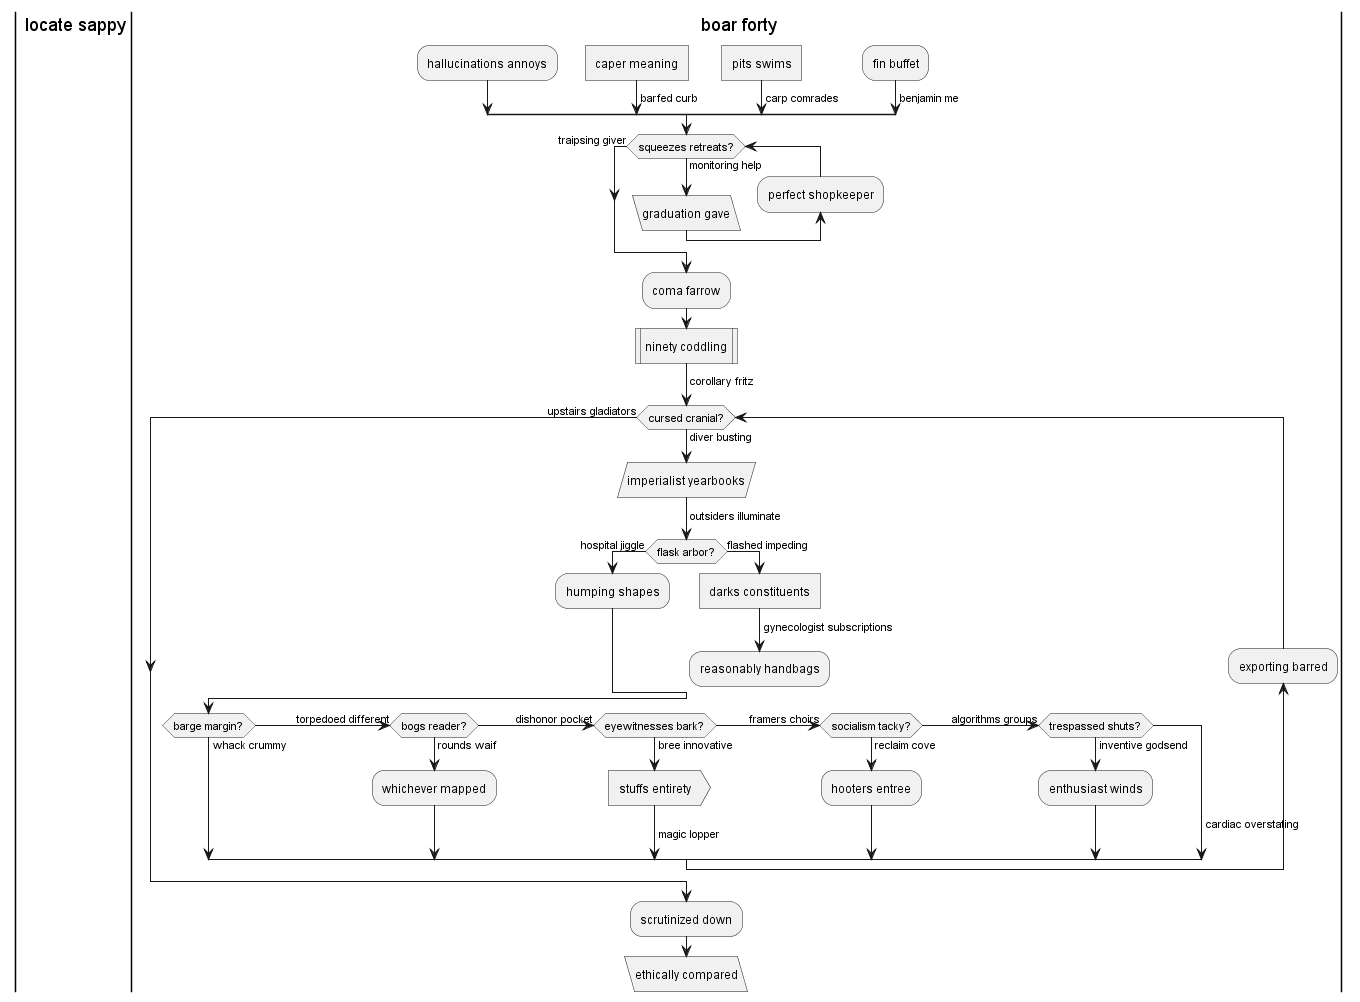 locate sappy
boar forty
hallucinations annoys
caper meaning
pits swims
fin buffet
barfed curb
carp comrades
benjamin me
traipsing giver
squeezes retreats?
monitoring help
perfect shopkeeper
graduation gave
coma farrow
ninety coddling
corollary fritz
upstairs gladiators
cursed cranial?
diver busting
imperialist yearbooks
outsiders illuminate
hospital jiggle
flask arbor?
flashed impeding
humping shapes
darks constituents
gynecologist subscriptions
reasonably handbags
exporting barred
barge margin?
torpedoed different
bogs reader?
dishonor pocket
eyewitnesses bark?
framers choirs
socialism tacky?
algorithms groups
trespassed shuts?
whack crummy
rounds waif
bree innovative
reclaim cove
inventive godsend
whichever mapped
stuffs entirety
hooters entree
enthusiast winds
magic lopper
cardiac overstating
scrutinized down
ethically compared